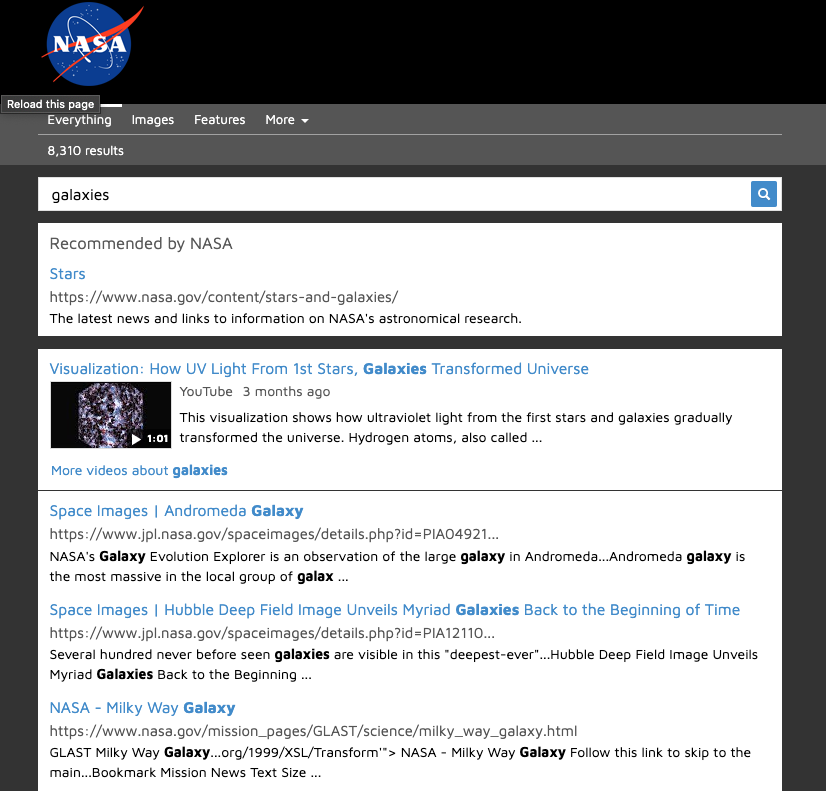 NASA
Reload this page
Everything Images Features More
8,310 results
galaxies
Recommended by NASA
Stars
https://www.nasa.gov/content/stars-and-galaxies/
The latest news and links to information on NASA's astronomical research.
Visualization: How UV Light From 1st Stars, Galaxies Transformed Universe
YouTube 3 months ago
This visualization shows how ultraviolet light from the first stars and galaxies gradually
transformed the universe. Hydrogen atoms, also called ...
1:01
More videos about galaxies
Space Images | Andromeda Galaxy
https://www.jpl.nasa.gov/spaceimages/details.php?id=PIA04921...
NASA's Galaxy Evolution Explorer is an observation of the large galaxy in Andromeda...Andromeda galaxy is
the most massive in the local group of galax ...
Space Images | Hubble Deep Field Image Unveils Myriad Galaxies Back to the Beginning of Time
https://www.jpl.nasa.gov/spaceimages/details.php?id=PIA12110...
Several hundred never before seen galaxies are visible in this "deepest-ever"...Hubble Deep Field Image Unveils
Myriad Galaxies Back to the Beginning ...
NASA - Milky Way Galaxy
https://www.nasa.gov/mission_pages/GLAST/science/milky_way_galaxy.html
GLAST Milky Way Galaxy...org/1999/XSL/Transform'"> NASA - Milky Way Galaxy Follow this link to skip to the
main...Bookmark Mission News Text Size ...